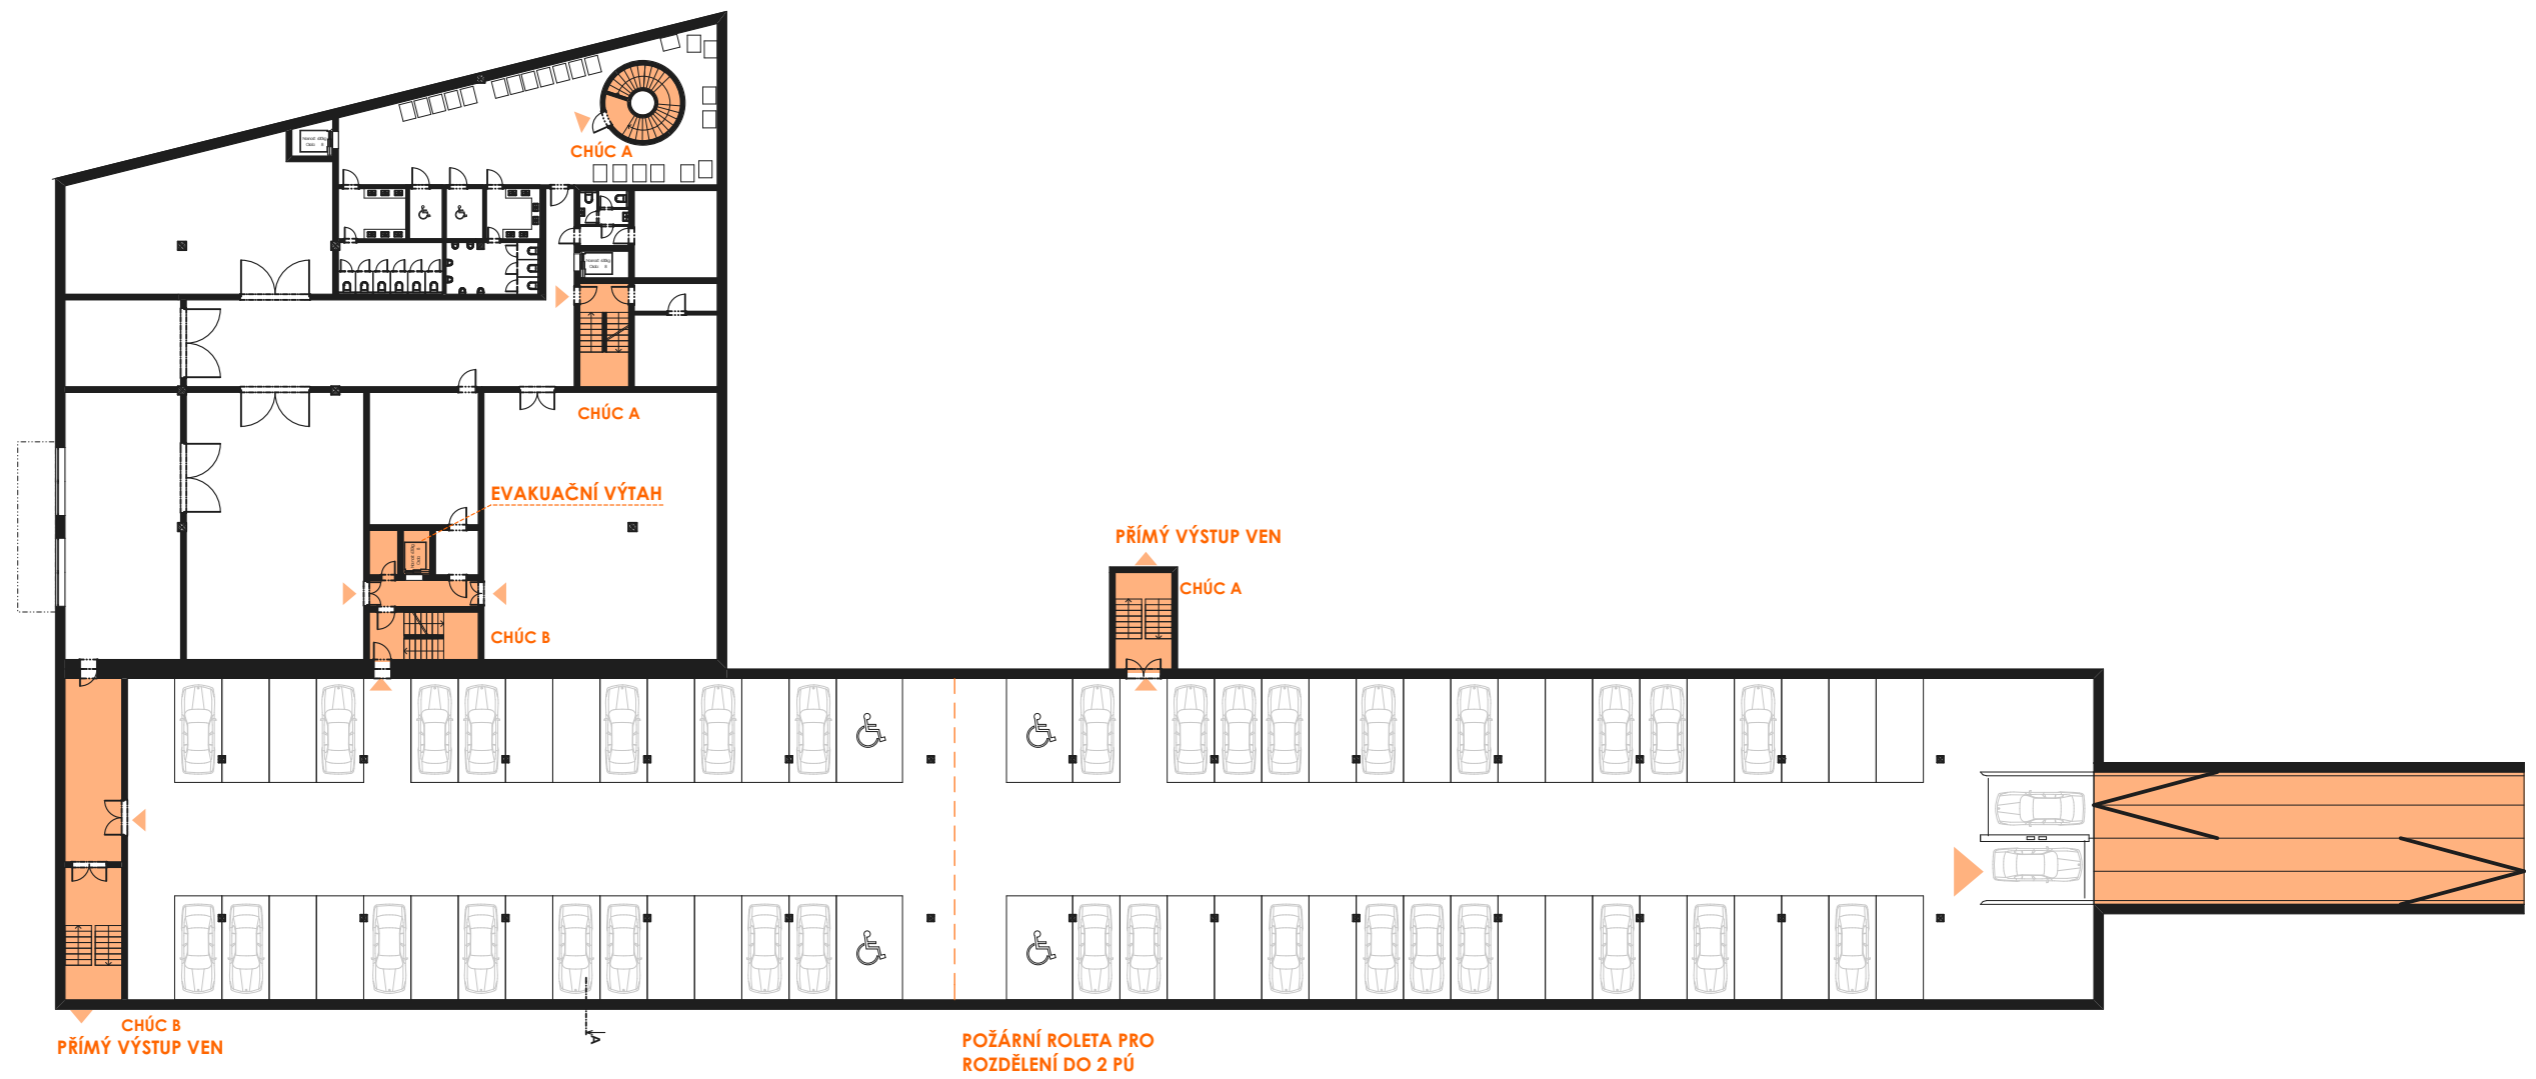 CHÚC A
CHÚC A
EVAKUAČNÍ VÝTAH
PŘÍMÝ VÝSTUP VEN
CHÚC A
CHÚC B
CHÚC B
PŘÍMÝ VÝSTUP VEN
A
POŽÁRNÍ ROLETA PRO
ROZDĚLENÍ DO 2 PÚ